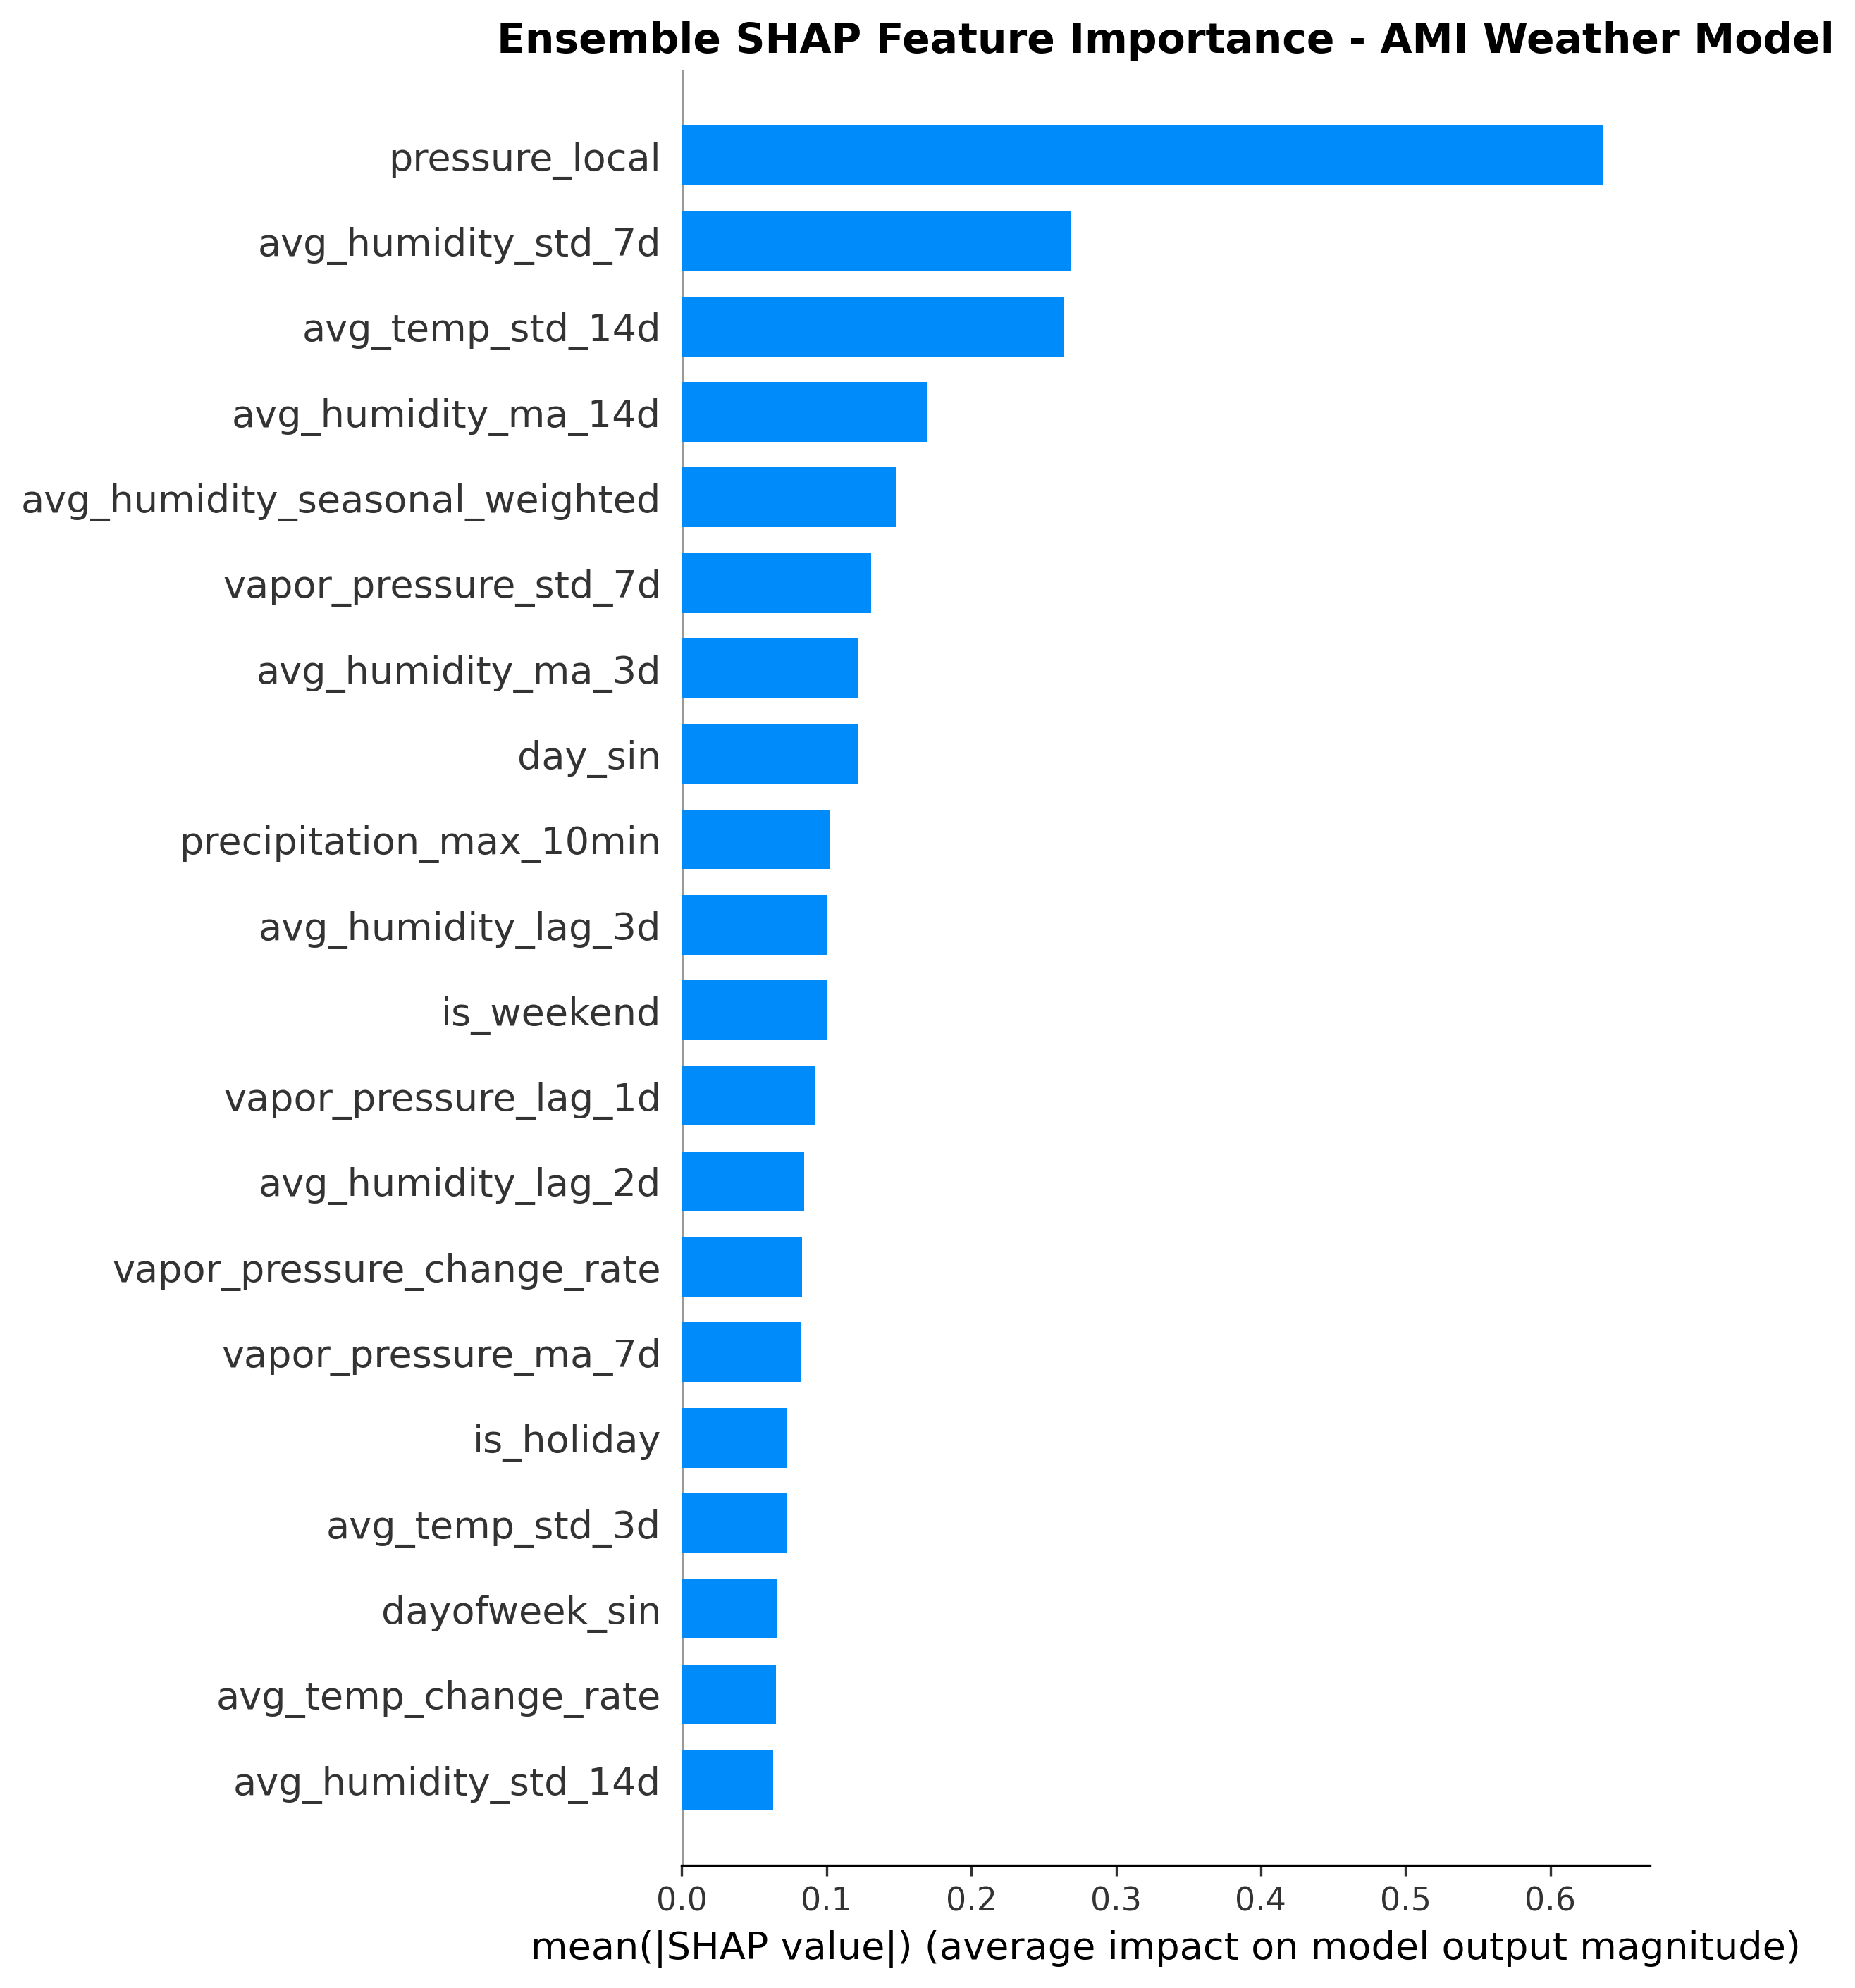 Ensemble SHAP Feature Importance - AMI Weather Model
pressure_local
avg_humidity_std_7d
avg_temp_std_14d
avg_humidity_ma_14d
avg_humidity_seasonal_weighted
vapor_pressure_std_7d
avg_humidity_ma_3d
day_sin
precipitation_max_10min
avg_humidity_lag_3d
is_weekend
vapor_pressure_lag_1d
avg_humidity_lag_2d
vapor_pressure_change_rate
vapor_pressure_ma_7d
is_holiday
avg_temp_std_3d
dayofweek_sin
avg_temp_change_rate
avg_humidity_std_14d
0.0 0.1 0.2 0.3 0.4 0.5 0.6
mean(|SHAP value|) (average impact on model output magnitude)